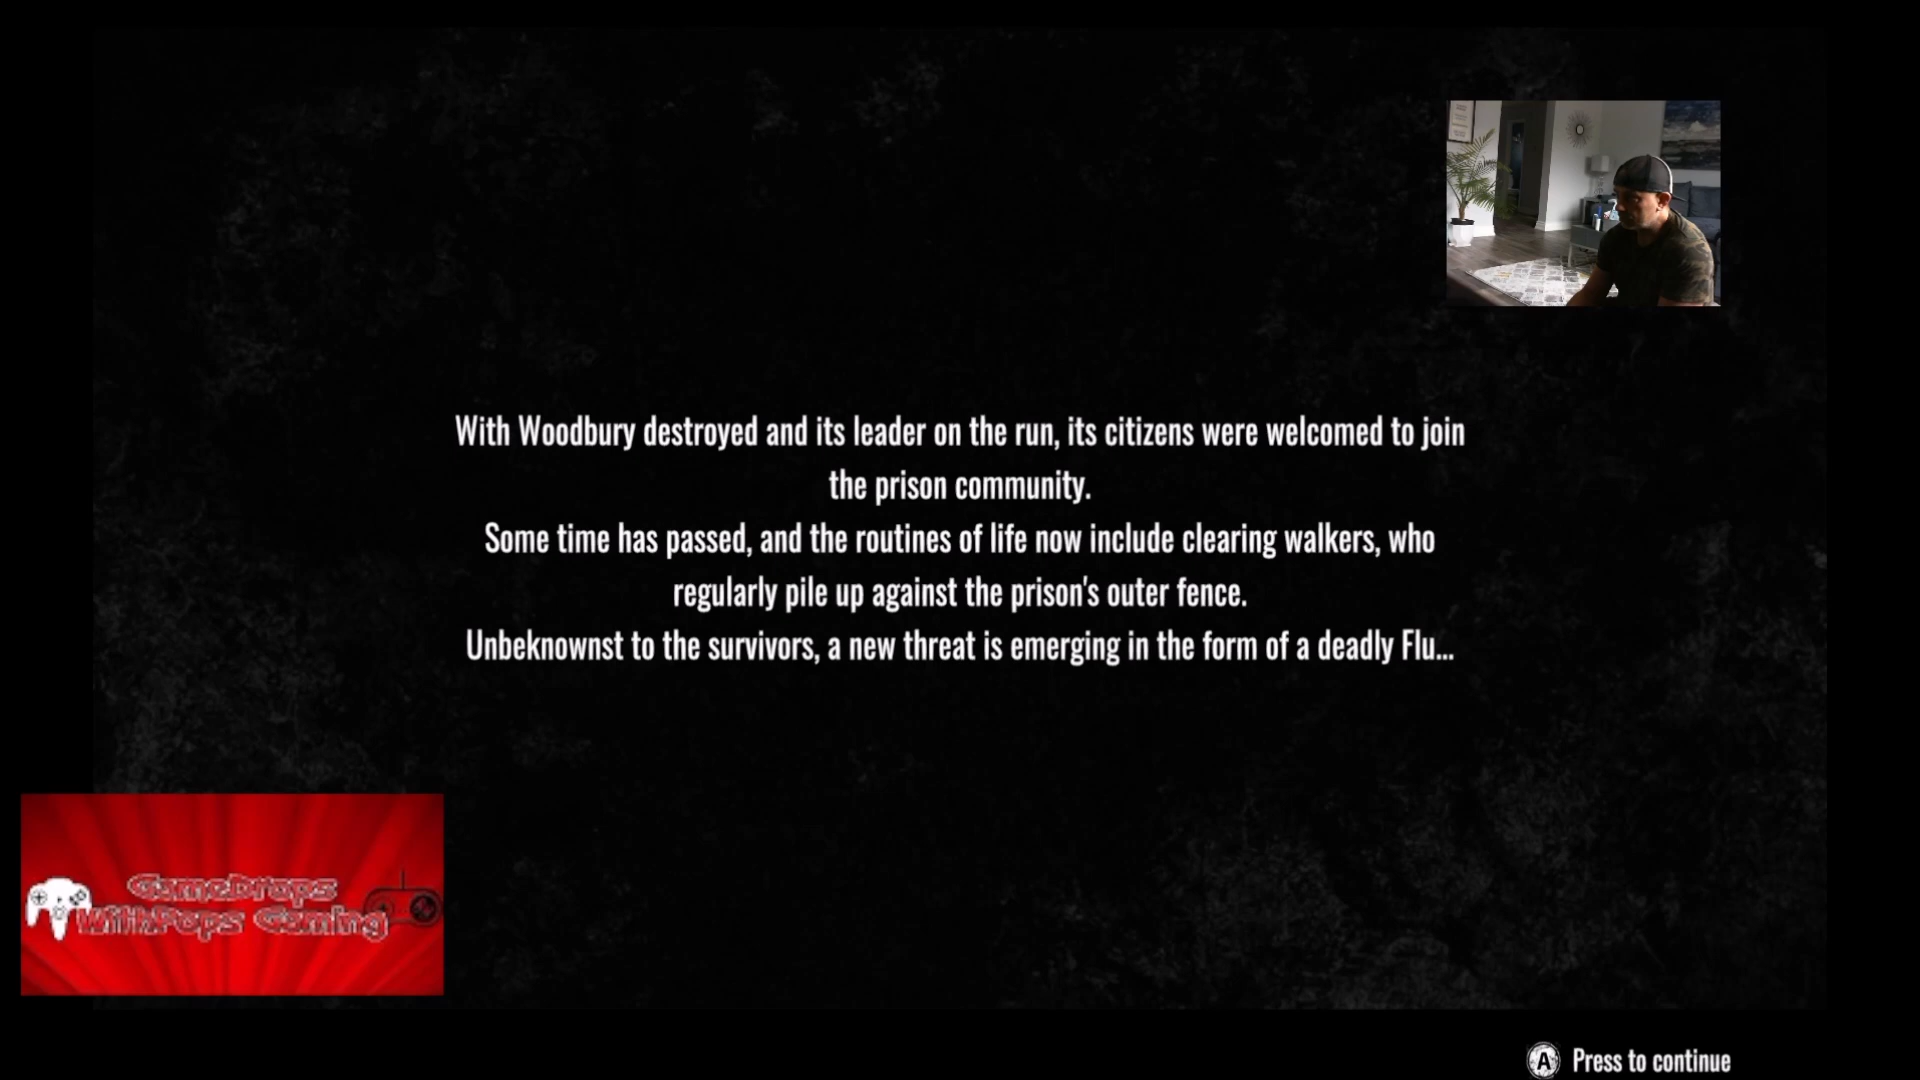 With Woodbury destroyed and its leader on the run, its citizens were welcomed to join
the prison community.
Some time has passed, and the routines of life now include clearing walkers, who
regularly pile up against the prison's outer fence.
Unbeknownst to the survivors, a new threat is emerging in the form of a deadly Flu...
GameDrops
WithPops Gaming
A Press to continue